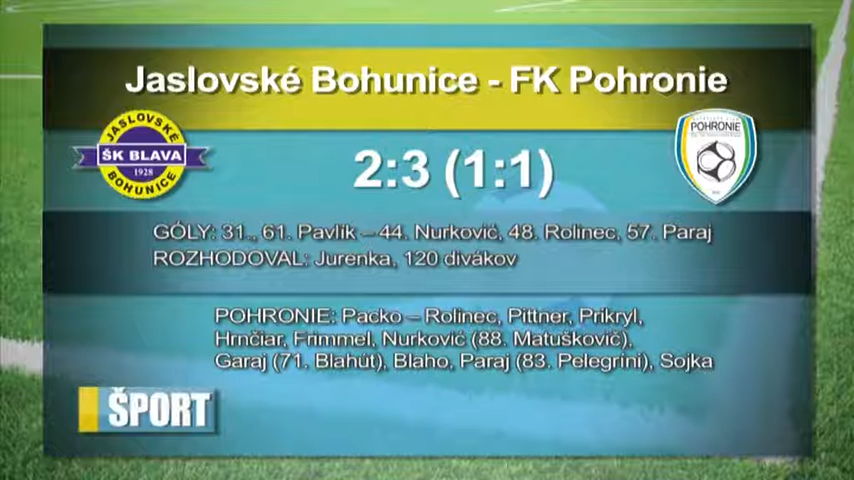 Jaslovské Bohunice - FK Pohronie
JASLOVSKÉ
ŠK BLAVA
1928
BOHUNICE
2:3 (1:1)
POHRONIE
GÓLY: 31., 61. Pavlík – 44. Nurkovič, 48. Rolinec, 57. Paraj
ROZHODOVAL: Jurenka, 120 divákov
POHRONIE: Packo – Rolinec, Pittner, Prikryl,
Hrnčiar, Frimmel, Nurkovič (88. Matuškovič),
Garaj (71. Blahút), Blaho, Paraj (83. Pelegrini), Sojka
ŠPORT